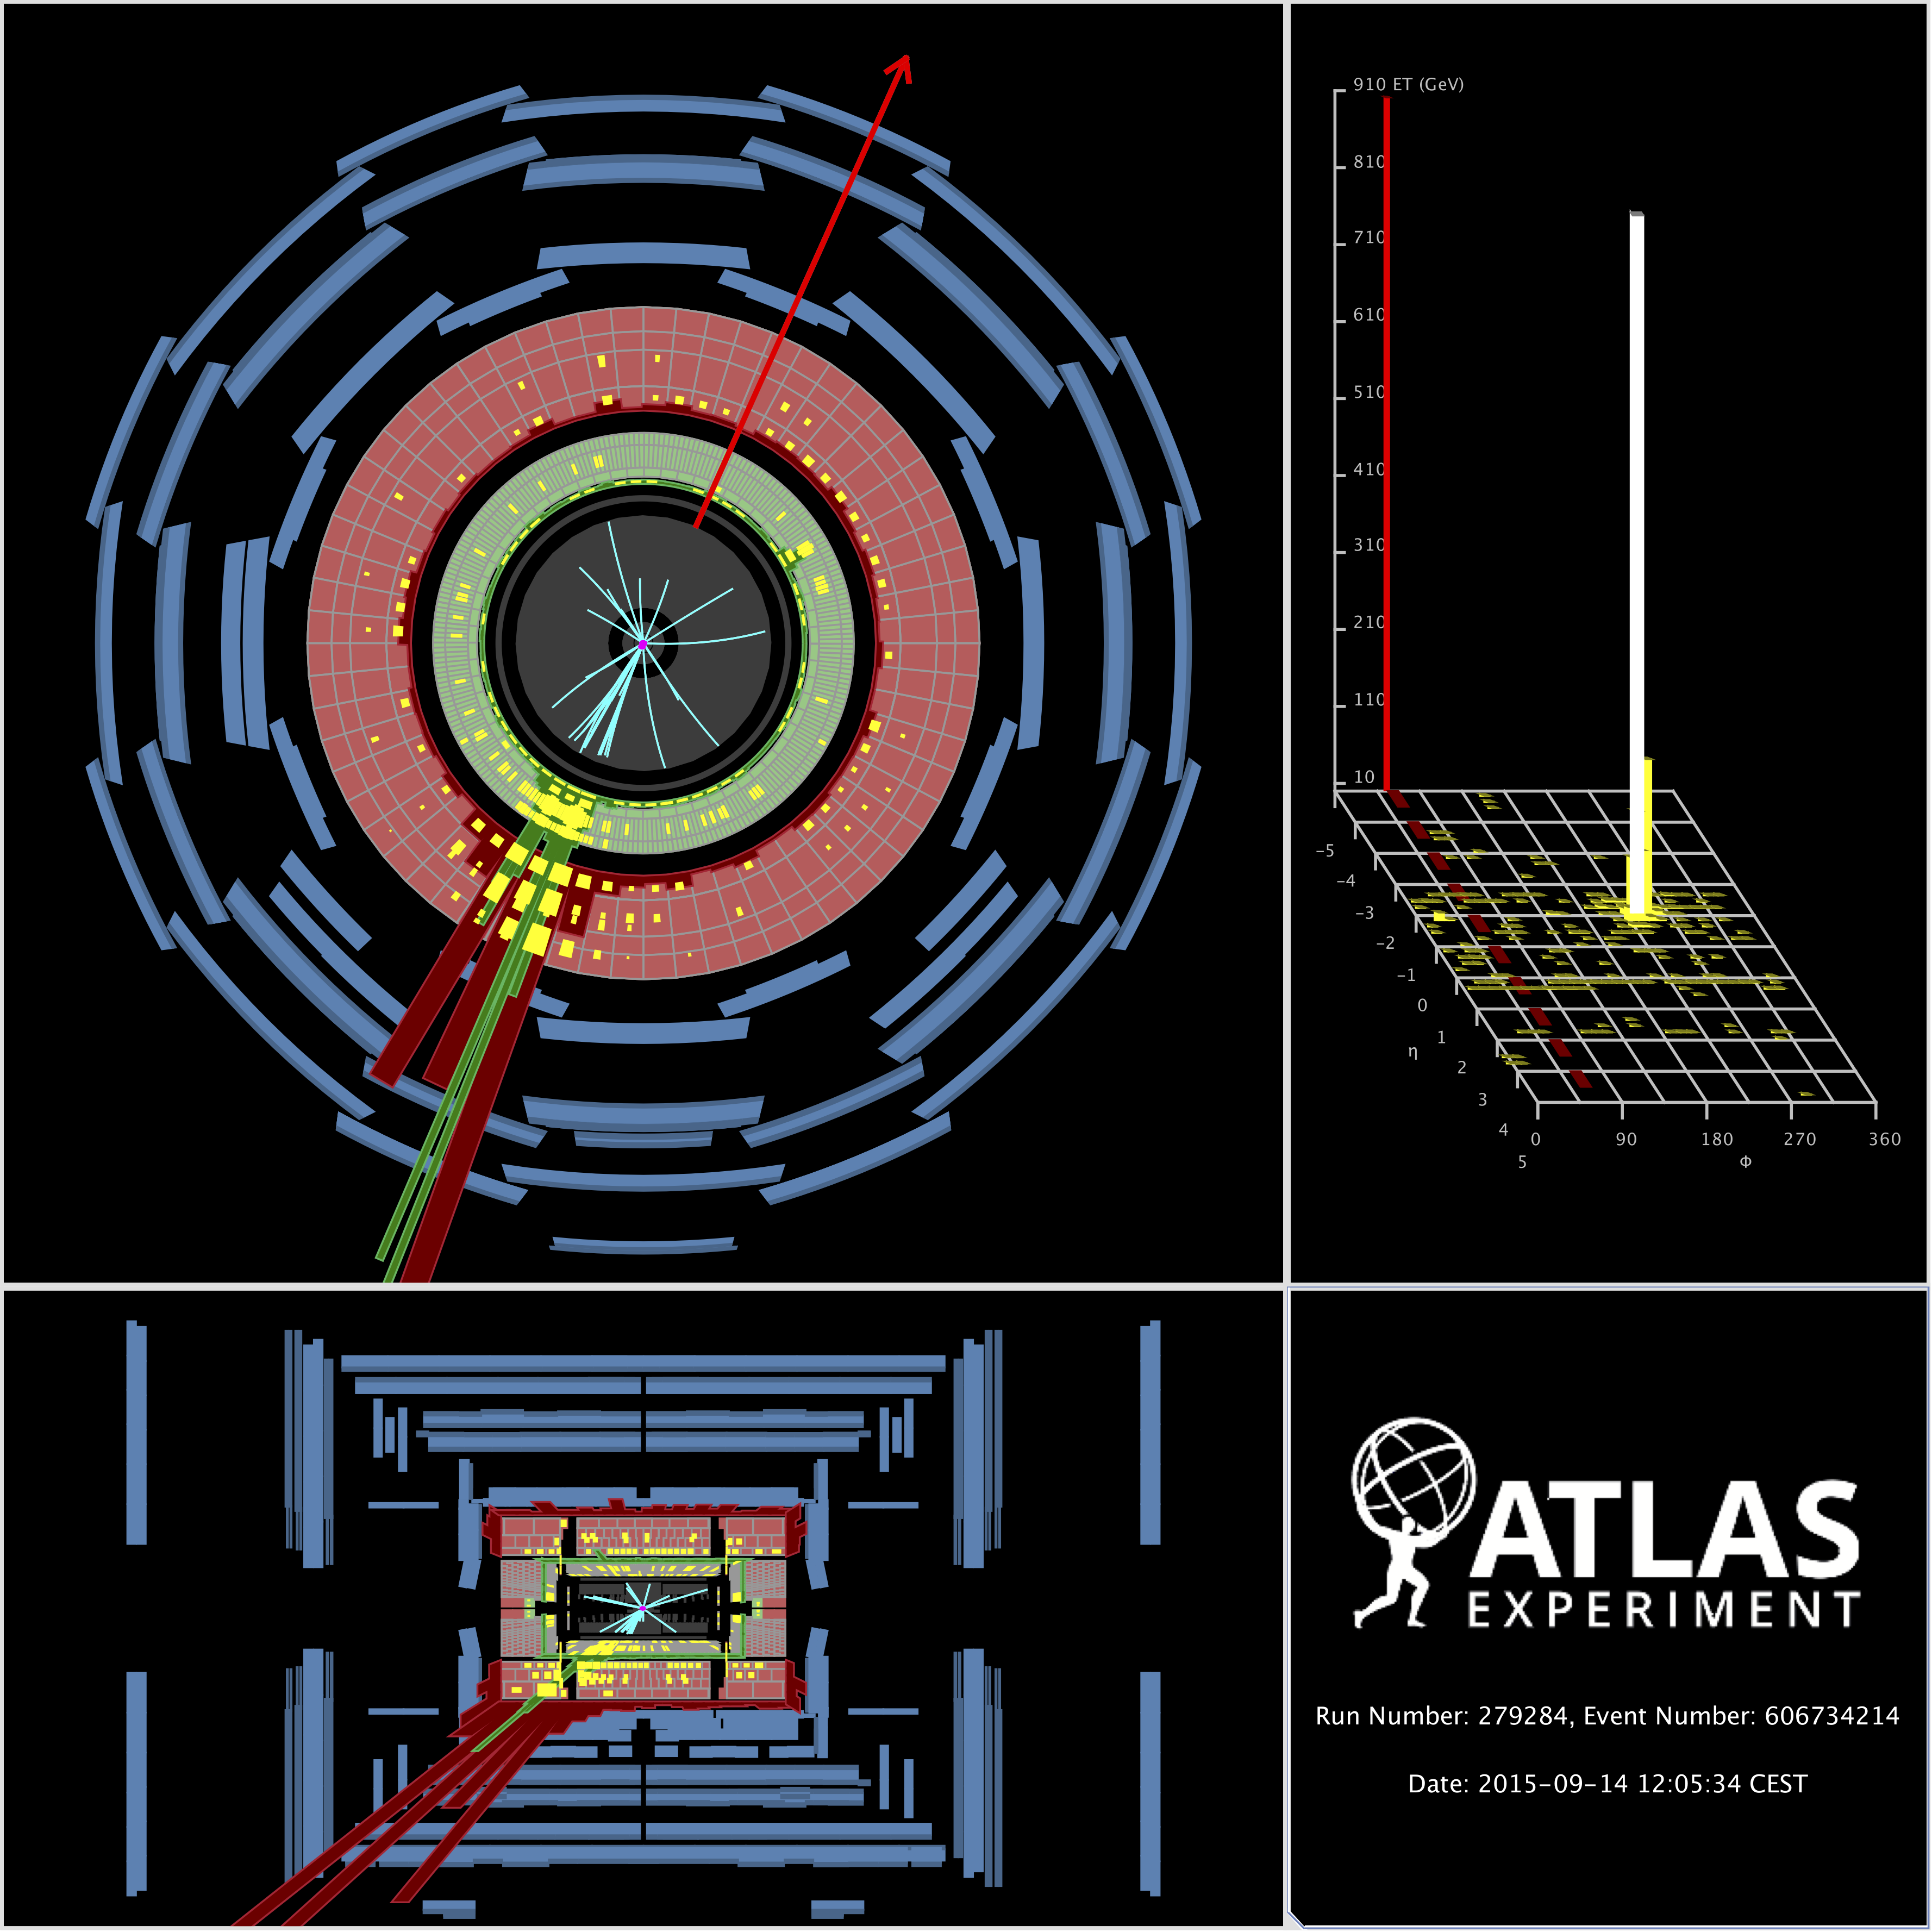 910 ET (GeV)
810
710
610
510
410
310
210
110
10
-5
-4
-3
-2
-1
0
1
2
3
4
5
η
0 90 180 270 360
Φ
ATLAS
EXPERIMENT
Run Number: 279284, Event Number: 606734214
Date: 2015-09-14 12:05:34 CEST